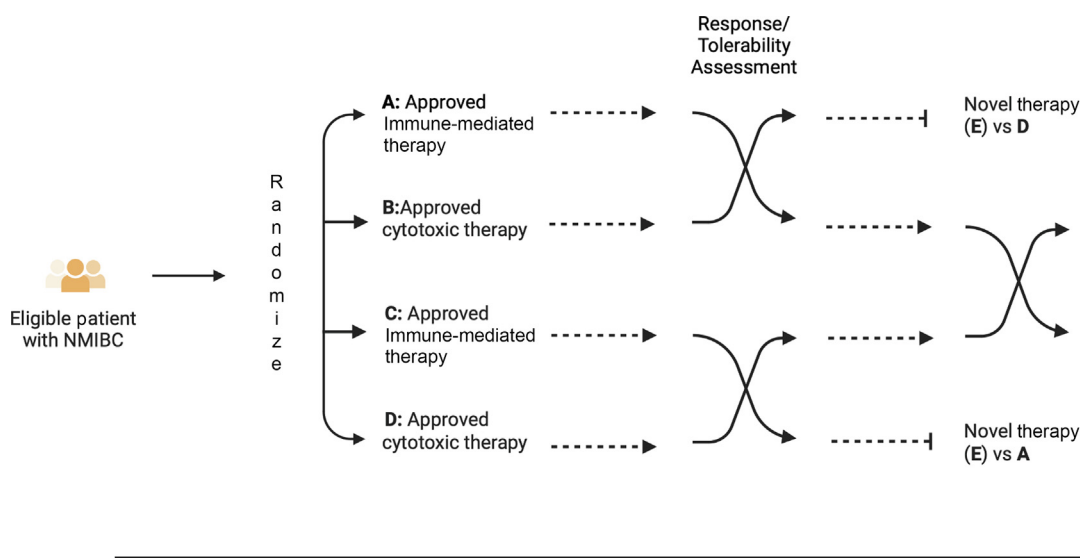 Response/
Tolerability
Assessment
A: Approved
Immune-mediated
therapy
Novel therapy
(E) vs D
R
a
n
d
o
m
i
z
e
B:Approved
cytotoxic therapy
Eligible patient
with NMIBC
C: Approved
Immune-mediated
therapy
D: Approved
cytotoxic therapy
Novel therapy
(E) vs A